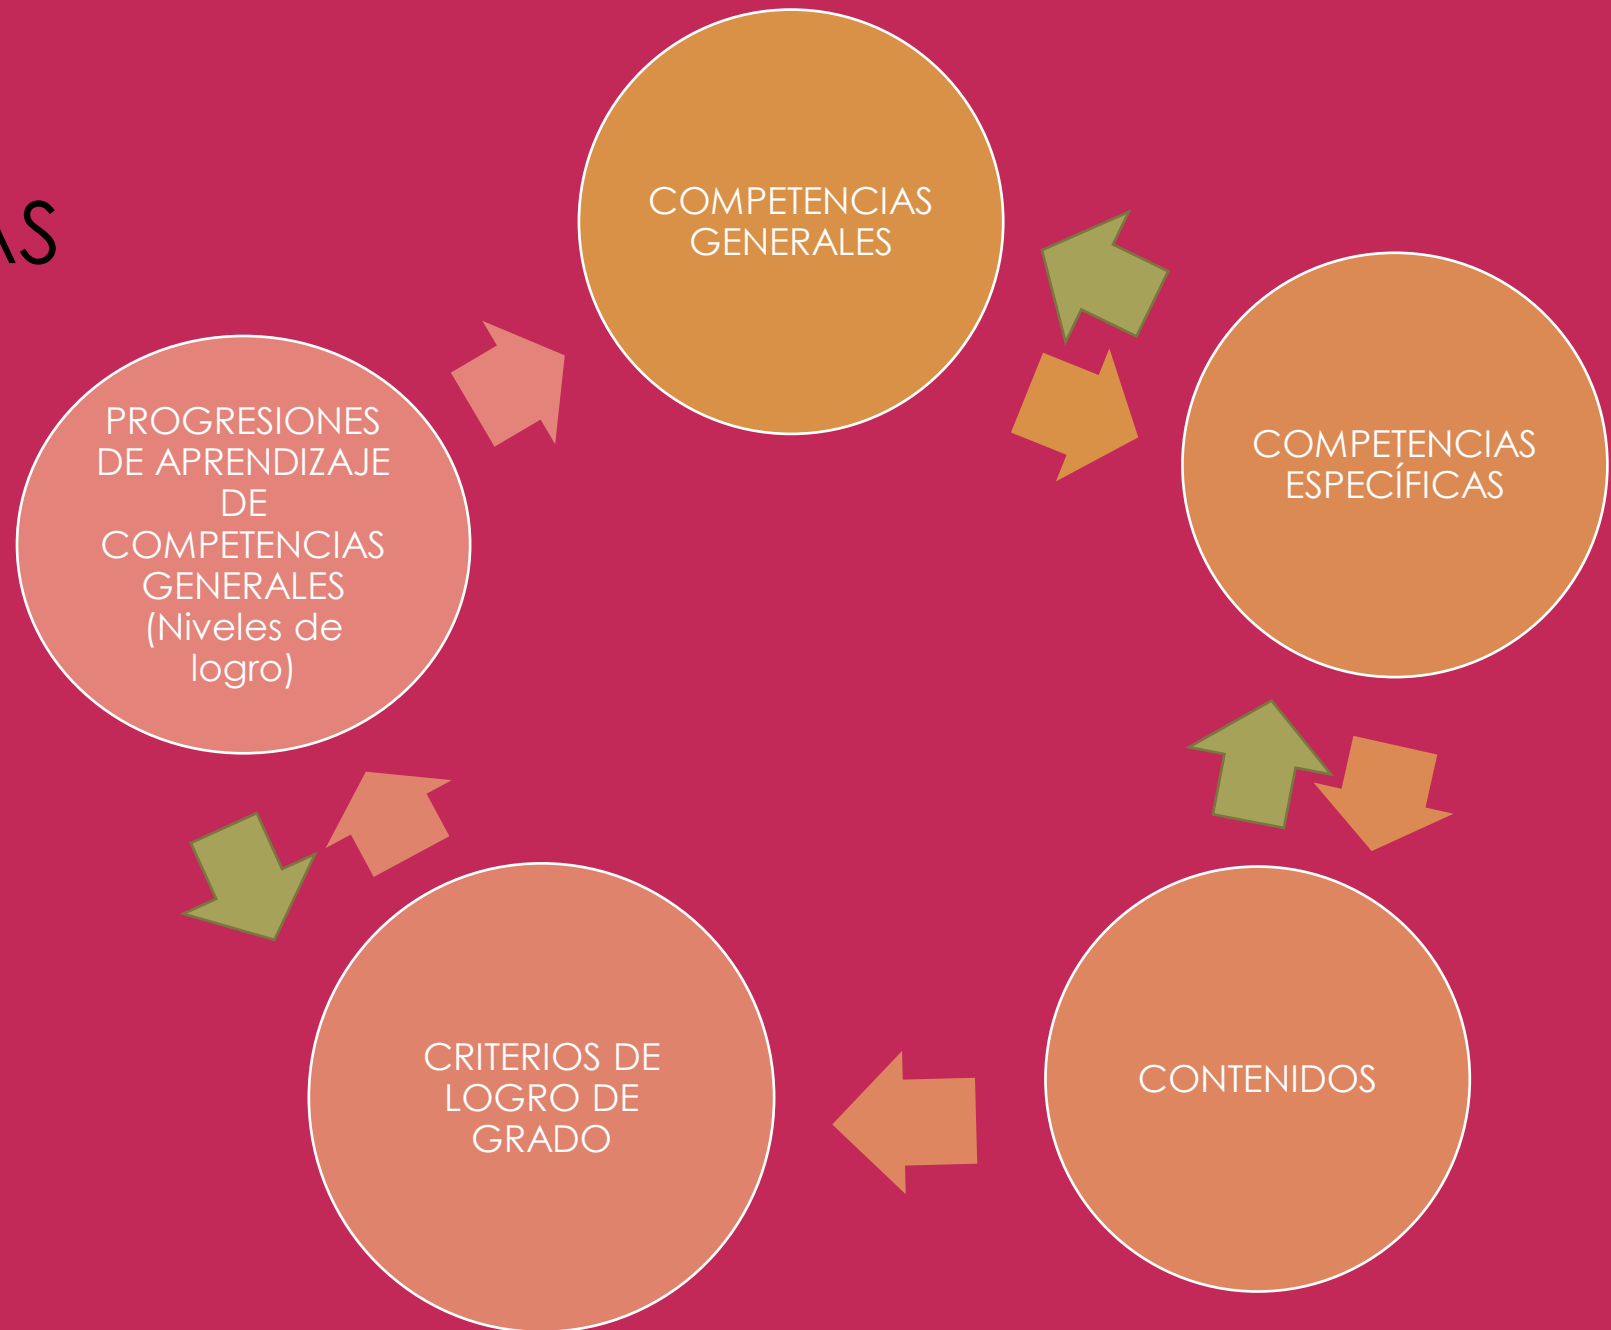 COMPETENCIAS
GENERALES
COMPETENCIAS
ESPECÍFICAS
CONTENIDOS
CRITERIOS DE
LOGRO DE
GRADO
PROGRESIONES
DE APRENDIZAJE
DE
COMPETENCIAS
GENERALES
(Niveles de
logro)